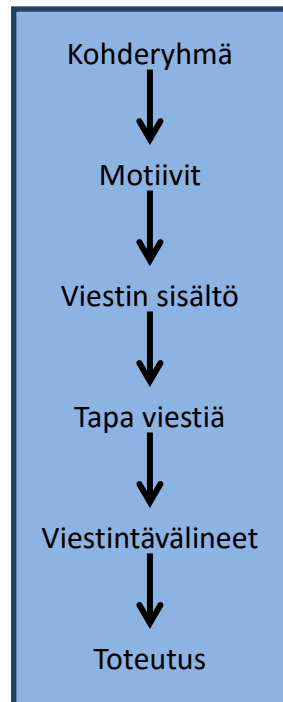 Kohderyhmä
Motiivit
Viestin sisältö
Tapa viestiä
Viestintävälineet
Toteutus